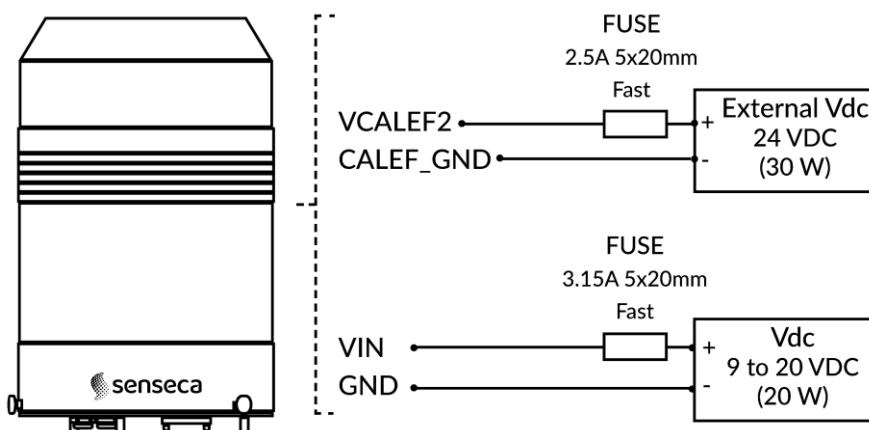 FUSE
2.5A 5x20mm
Fast
VCALEF2
CALEF_GND
+
-
External Vdc
24 VDC
(30 W)
FUSE
3.15A 5x20mm
Fast
VIN
GND
+
-
Vdc
9 to 20 VDC
(20 W)
senseca